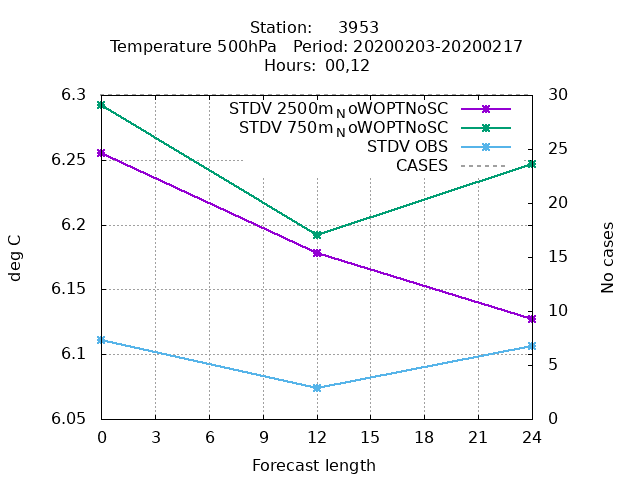 Station: 3953
Temperature 500hPa Period: 20200203-20200217
Hours: 00,12
6.3
6.25
6.2
6.15
6.1
6.05
deg C
STDV 2500m_NoWOPTNoSC
STDV 750m_NoWOPTNoSC
STDV OBS
CASES
30
25
20
15
10
5
0
No cases
0 3 6 9 12 15 18 21 24
Forecast length